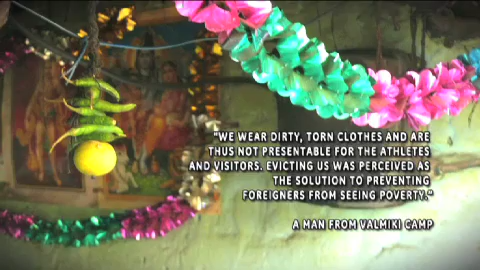 "WE WEAR DIRTY, TORN CLOTHES AND ARE
THUS NOT PRESENTABLE FOR THE ATHLETES
AND VISITORS. EVICTING US WAS PERCEIVED AS
THE SOLUTION TO PREVENTING
FOREIGNERS FROM SEEING POVERTY."
A MAN FROM VALMIKI CAMP